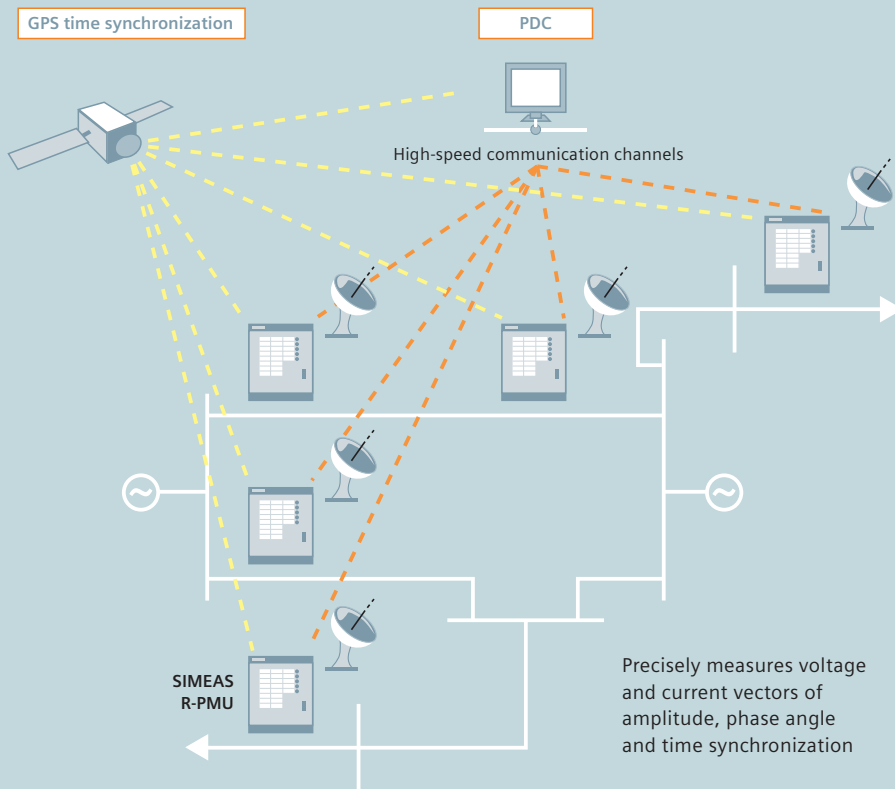 GPS time synchronization
PDC
High-speed communication channels
SIMEAS
R-PMU
Precisely measures voltage
and current vectors of
amplitude, phase angle
and time synchronization